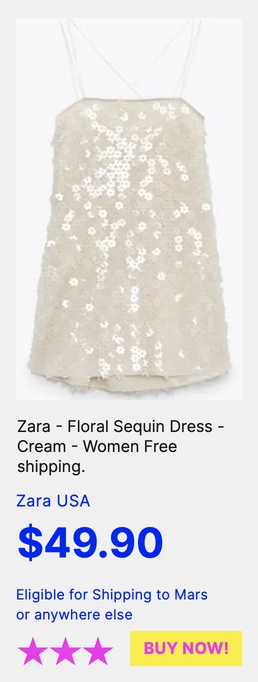 Zara - Floral Sequin Dress -
Cream - Women Free
shipping.
Zara USA
$49.90
Eligible for Shipping to Mars
or anywhere else
BUY NOW!